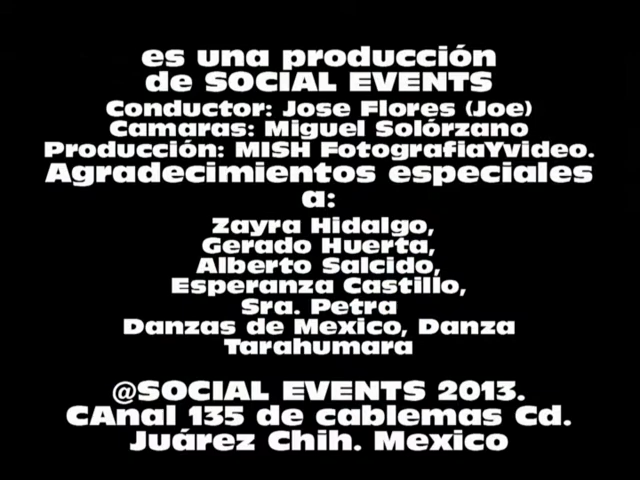 es una producción
de SOCIAL EVENTS
Conductor: Jose Flores (Joe)
Camaras: Miguel Solórzano
Producción: MISH FotografiaYvideo.
Agradecimientos especiales
a:
Zayra Hidalgo,
Gerado Huerta,
Alberto Salcido,
Esperanza Castillo,
Sra. Petra
Danzas de Mexico, Danza
Tarahumara
@SOCIAL EVENTS 2013.
CAnal 135 de cablemas Cd.
Juárez Chih. Mexico